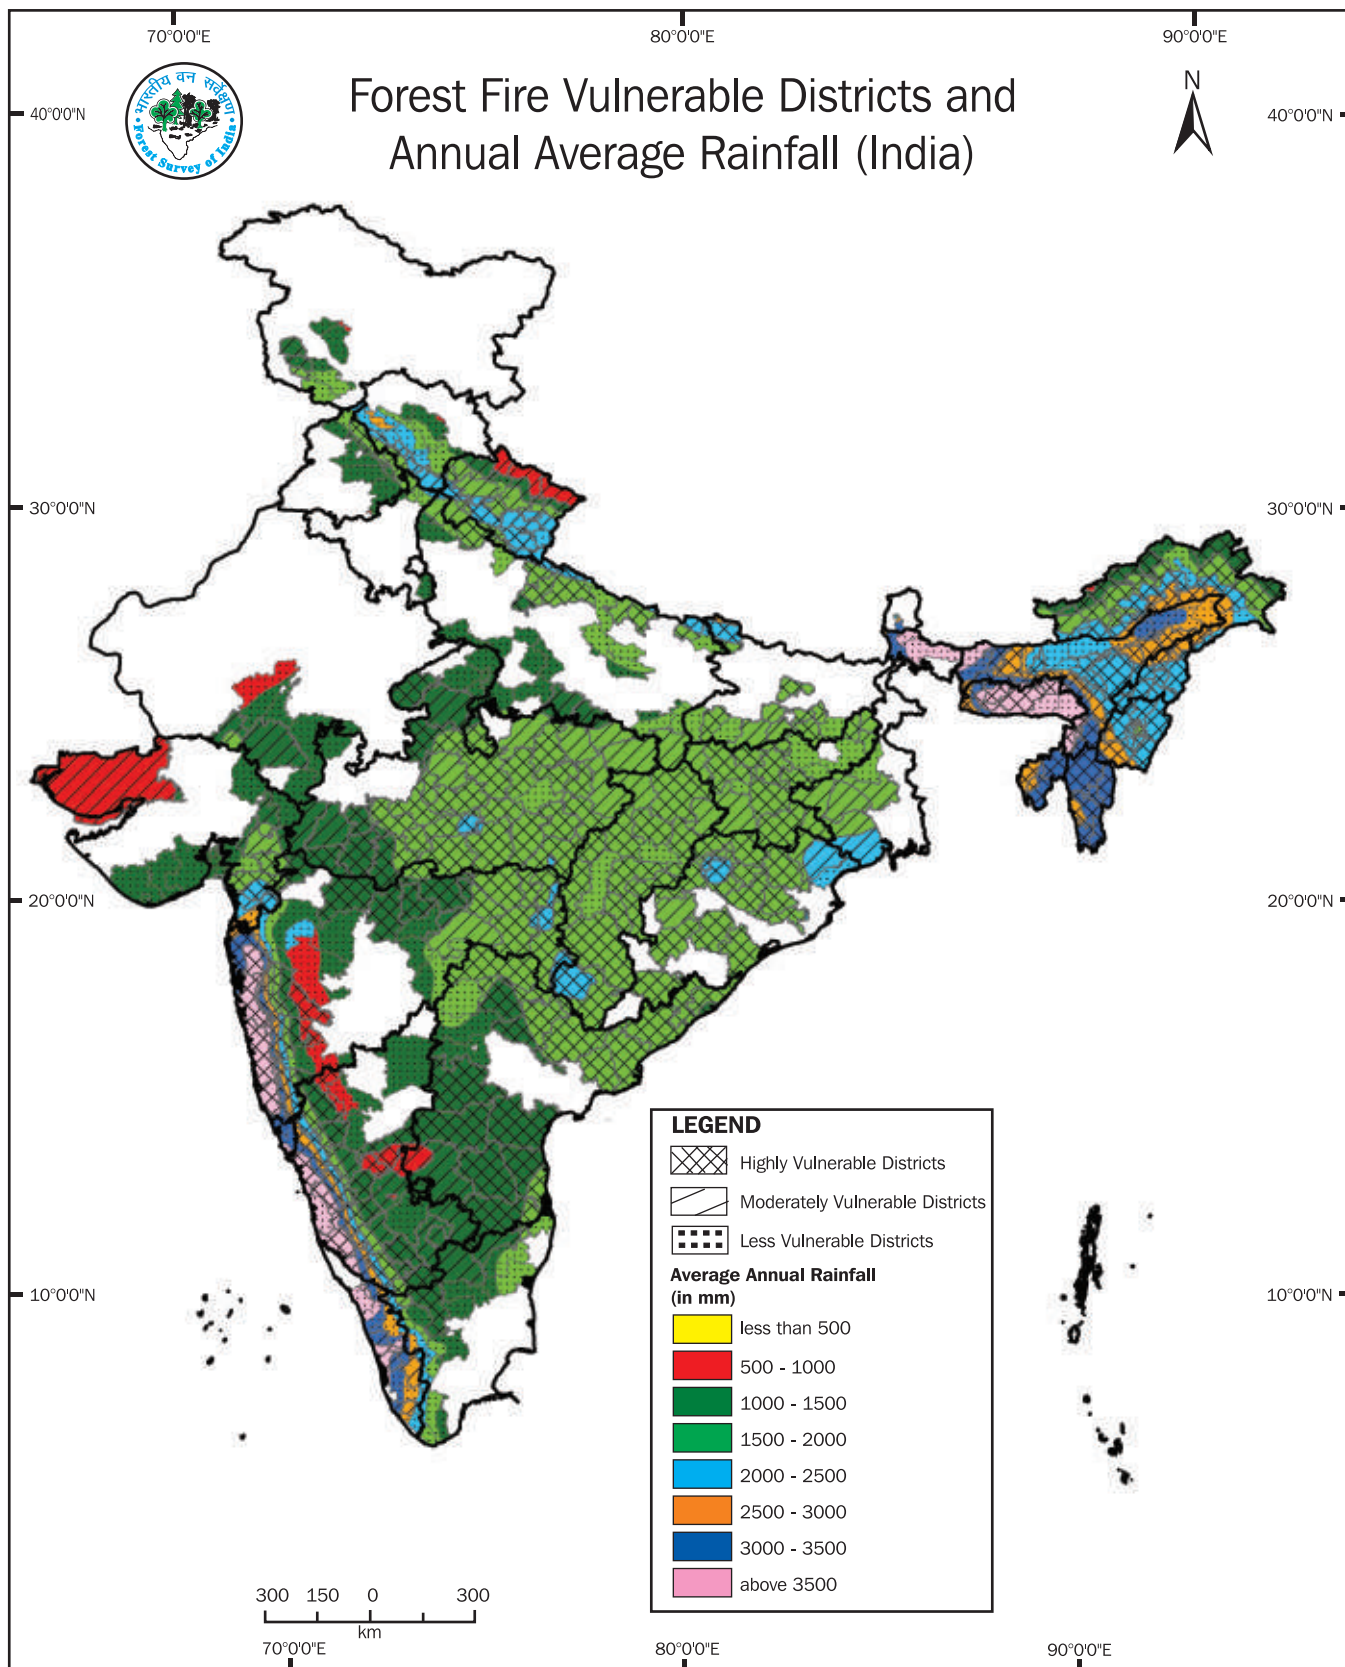 70°0'0"E 80°0'0"E 90°0'0"E
भारतीय वन सर्वेक्षण
Forest Survey of India
Forest Fire Vulnerable Districts and
Annual Average Rainfall (India)
N
40°0'0"N 40°0'0"N
30°0'0"N 30°0'0"N
20°0'0"N 20°0'0"N
10°0'0"N 10°0'0"N
LEGEND
Highly Vulnerable Districts
Moderately Vulnerable Districts
Less Vulnerable Districts
Average Annual Rainfall
(in mm)
less than 500
500 - 1000
1000 - 1500
1500 - 2000
2000 - 2500
2500 - 3000
3000 - 3500
above 3500
300 150 0 300
km
70°0'0"E 80°0'0"E 90°0'0"E